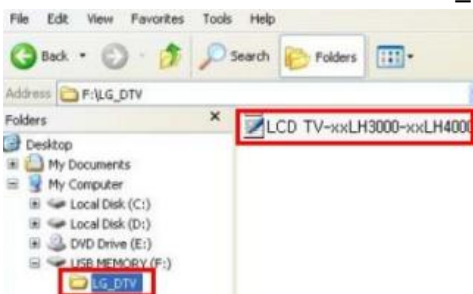 File Edit View Favorites Tools Help
Back Search Folders
Address F:\LG_DTV
Folders × LCD TV-xxLH3000-xxLH4000
Desktop
My Documents
My Computer
Local Disk (C:)
Local Disk (D:)
DVD Drive (E:)
USB MEMORY (F:)
LG_DTV